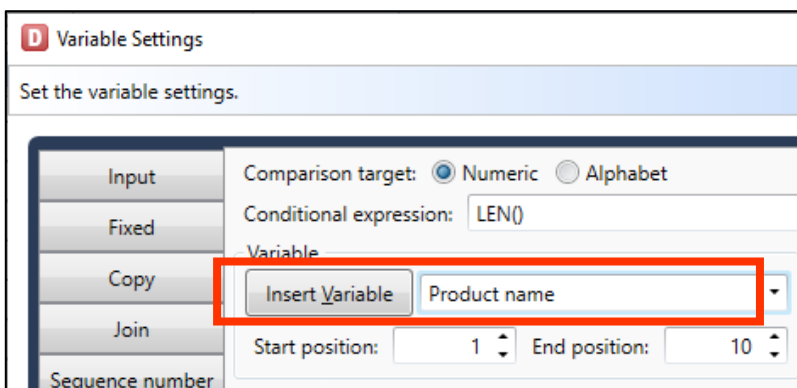 D Variable Settings
Set the variable settings.
Input
Fixed
Copy
Join
Sequence number
Comparison target: Numeric Alphabet
Conditional expression: LEN()
Variable
Insert Variable Product name
Start position: 1 End position: 10